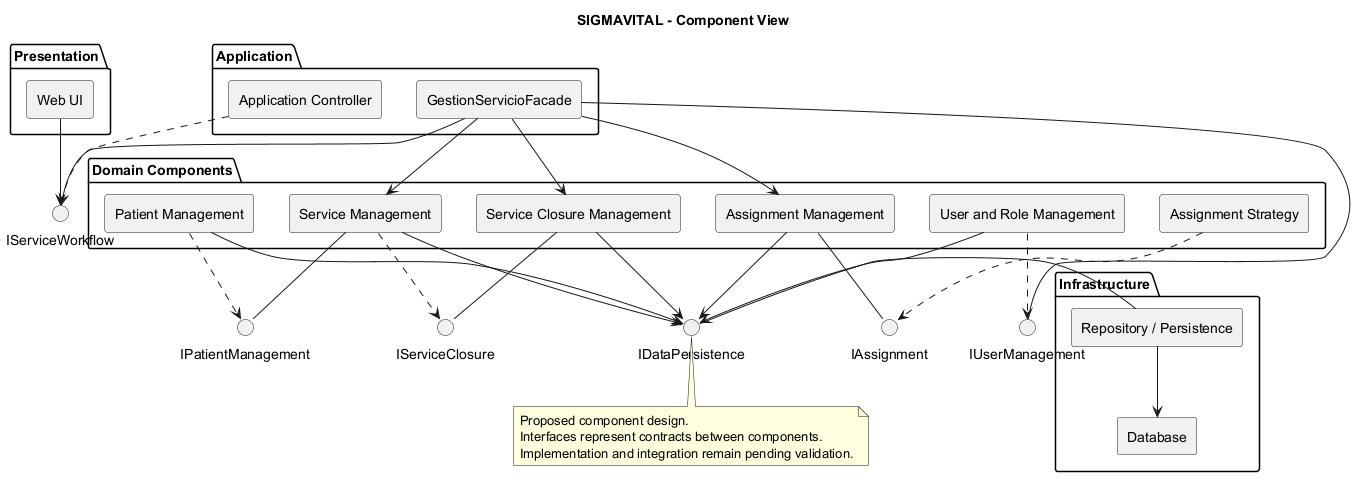 SIGMAVITAL - Component View
Presentation
Application
Web UI
Application Controller
GestionServicioFacade
Domain Components
Patient Management
Service Management
Service Closure Management
Assignment Management
User and Role Management
Assignment Strategy
IServiceWorkflow
Infrastructure
Repository / Persistence
IPatientManagement
IServiceClosure
IDataPersistence
IAssignment
IUserManagement
Proposed component design.
Interfaces represent contracts between components.
Implementation and integration remain pending validation.
Database